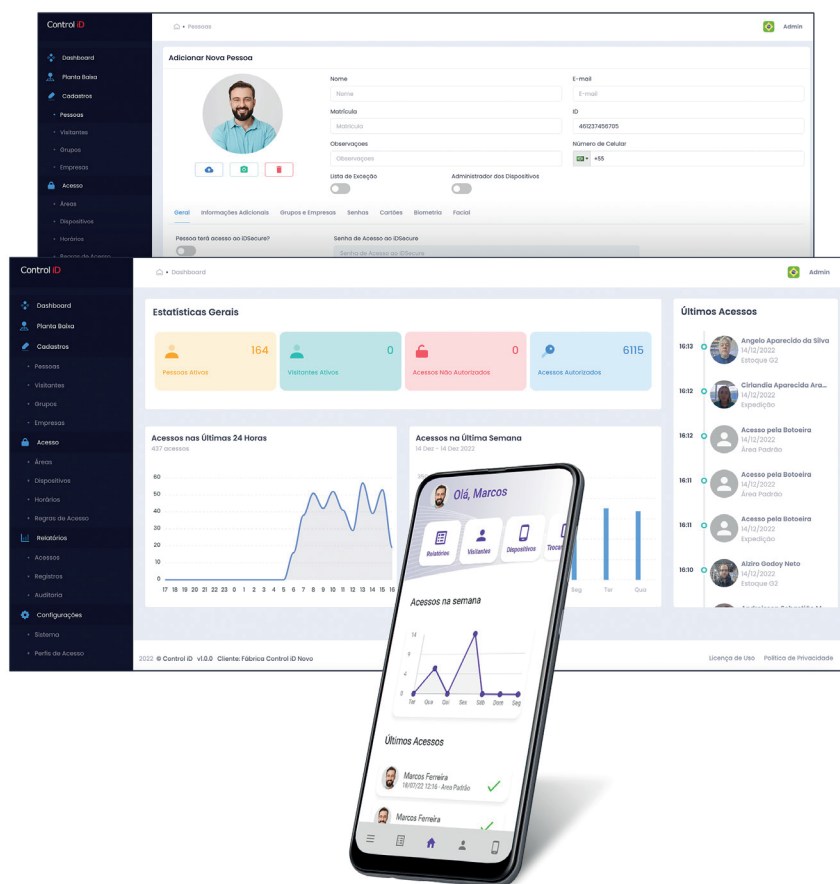 Control iD
Pessoas
Admin
Dashboard
Planta Baixa
Cadastros
Pessoas
Visitantes
Grupos
Empresas
Acesso
Áreas
Dispositivos
Horários
Regras de Acesso
Adicionar Nova Pessoa
Nome
Nome
E-mail
E-mail
Matrícula
Matrícula
ID
461237456705
Observaçoes
Observaçoes
Número de Celular
+55
Lista de Exceção
Administrador dos Dispositivos
Geral Informações Adicionais Grupos e Empresas Senhas Cartões Biometria Facial
Pessoa terá acesso ao iDSecure?
Senha de Acesso ao iDSecure
Senha de Acesso ao iDSecure
Control iD
Dashboard
Admin
Dashboard
Planta Baixa
Cadastros
Pessoas
Visitantes
Grupos
Empresas
Acesso
Áreas
Dispositivos
Horários
Regras de Acesso
Relatórios
Acessos
Registros
Auditoria
Configurações
Sistema
Perfis de Acesso
Estatísticas Gerais
164
Pessoas Ativas
0
Visitantes Ativos
0
Acessos Não Autorizados
6115
Acessos Autorizados
Acessos nas Últimas 24 Horas
437 acessos
60
50
40
30
20
10
0
17 18 19 20 21 22 23 0 1 2 3 4 5 6 7 8 9 10 11 12 13 14 15 16
Acessos na Última Semana
14 Dez - 14 Dez 2022
Seg Ter Qua
Últimos Acessos
16:13
Angelo Aparecido da Silva
14/12/2022
Estoque G2
16:12
Cirlandia Aparecida Ara...
14/12/2022
Expedição
16:12
Acesso pela Botoeira
14/12/2022
Área Padrão
16:11
Acesso pela Botoeira
14/12/2022
Área Padrão
16:11
Acesso pela Botoeira
14/12/2022
Expedição
16:10
Alziro Godoy Neto
14/12/2022
Estoque G2
2022 © Control iD v1.0.0 Cliente: Fábrica Control iD Novo
Licença de Uso Política de Privacidade
Olá, Marcos
Relatórios
Visitantes
Dispositivos
Acessos na semana
14
9
4
0
Ter Qua Qui Sex Sáb Dom Seg
Últimos Acessos
Marcos Ferreira
16/07/22 12:16 - Area Padrão
Marcos Ferreira